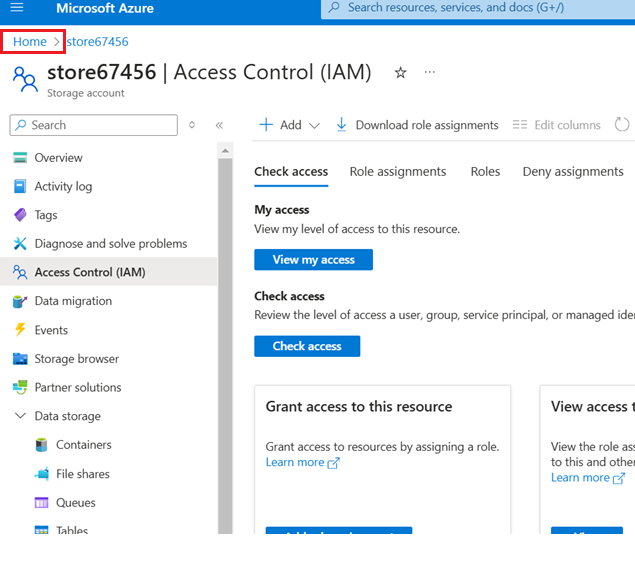 Microsoft Azure
Search resources, services, and docs (G+/)
Home > store67456
store67456 | Access Control (IAM)
Storage account
Search
Add
Download role assignments
Edit columns
Overview
Activity log
Tags
Diagnose and solve problems
Access Control (IAM)
Data migration
Events
Storage browser
Partner solutions
Data storage
Containers
File shares
Queues
Tables
Check access
Role assignments
Roles
Deny assignments
My access
View my level of access to this resource.
View my access
Check access
Review the level of access a user, group, service principal, or managed ide
Check access
Grant access to this resource
Grant access to resources by assigning a role.
Learn more
View access t
View the role ass
to this and other
Learn more